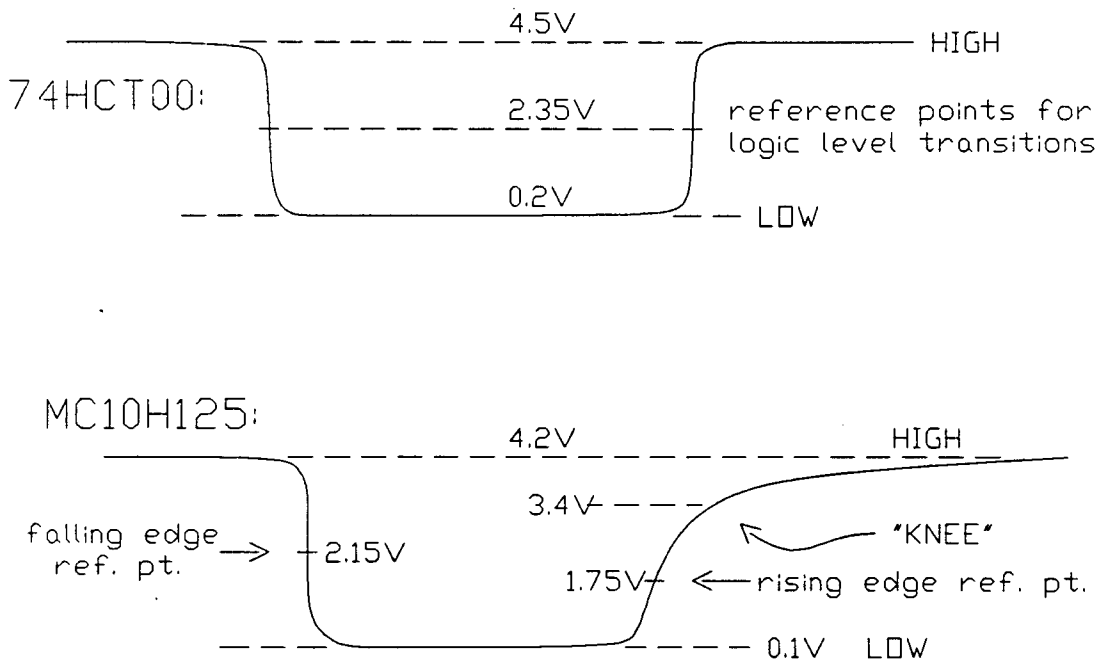 4.5V
HIGH
74HCT00:
2.35V
reference points for
logic level transitions
0.2V
LOW
MC10H125:
4.2V
HIGH
3.4V
falling edge
ref. pt.
2.15V
"KNEE"
1.75V
rising edge ref. pt.
0.1V LOW